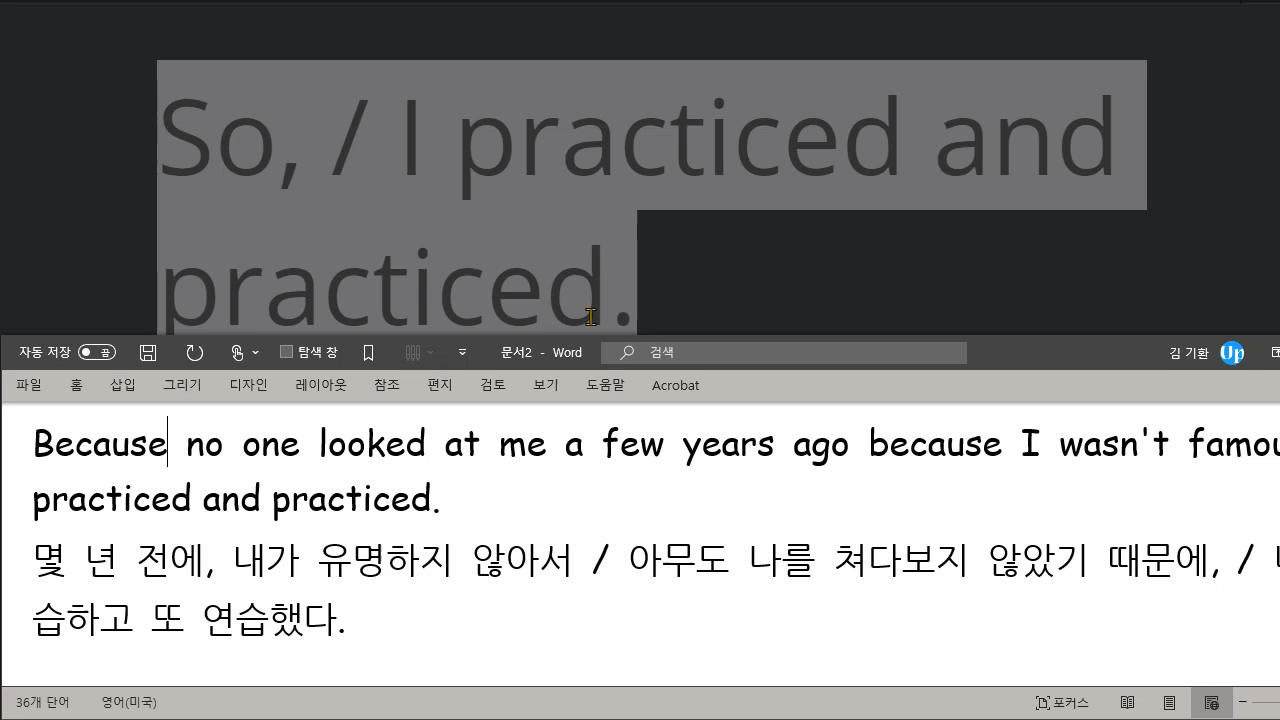 So, / I practiced and
practiced.
자동 저장 끔 탐색 창 문서2 - Word 검색 김 기환 Up
파일 홈 삽입 그리기 디자인 레이아웃 참조 편지 검토 보기 도움말 Acrobat
Because no one looked at me a few years ago because I wasn't famou
practiced and practiced.
몇 년 전에, 내가 유명하지 않아서 / 아무도 나를 쳐다보지 않았기 때문에, /
습하고 또 연습했다.
36개 단어 영어(미국) 포커스